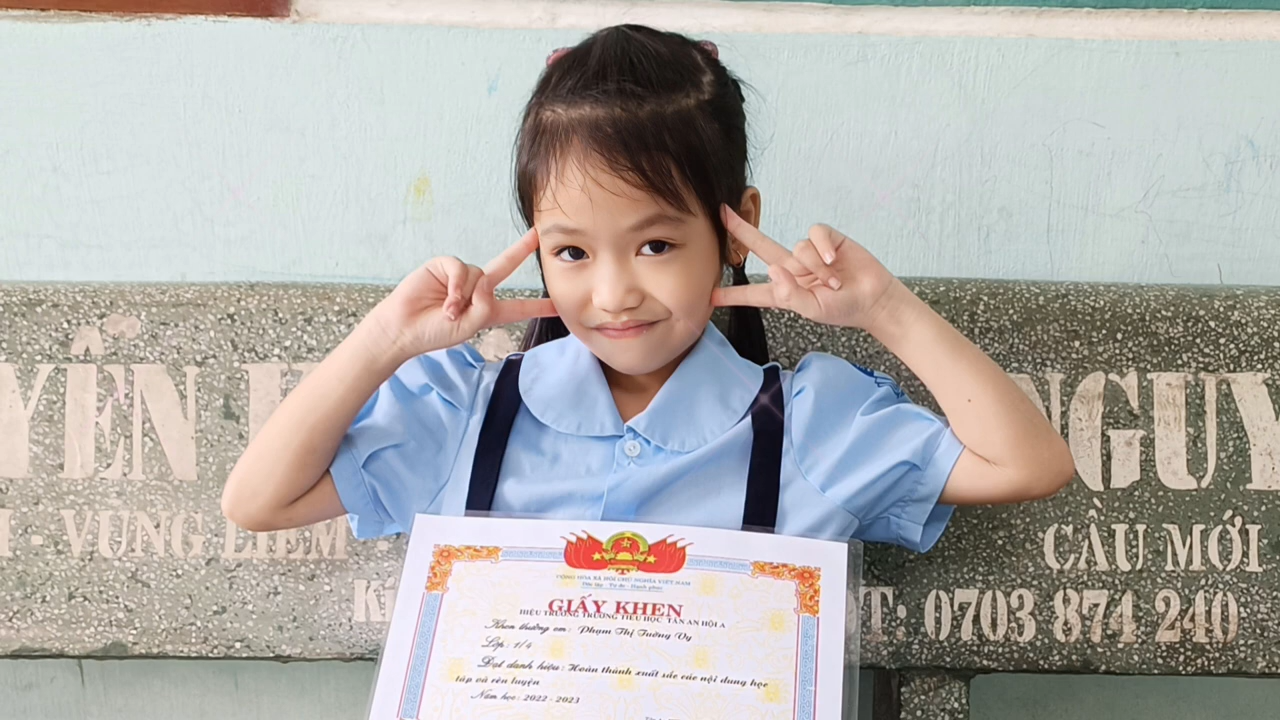 YÊN
NGUY
- VŨNG LIÊM
CẦU MỚI
T: 0703 874 240
CỘNG HÒA XÃ HỘI CHỦ NGHĨA VIỆT NAM
Độc lập - Tự do - Hạnh phúc
GIẤY KHEN
HIỆU TRƯỞNG TRƯỜNG TIỂU HỌC TÂN AN HỘI A
Khen thưởng em: Phạm Thị Tường Vy
Lớp: 1/4
Đạt danh hiệu: Hoàn thành xuất sắc các nội dung học
tập và rèn luyện
Năm học: 2022 - 2023